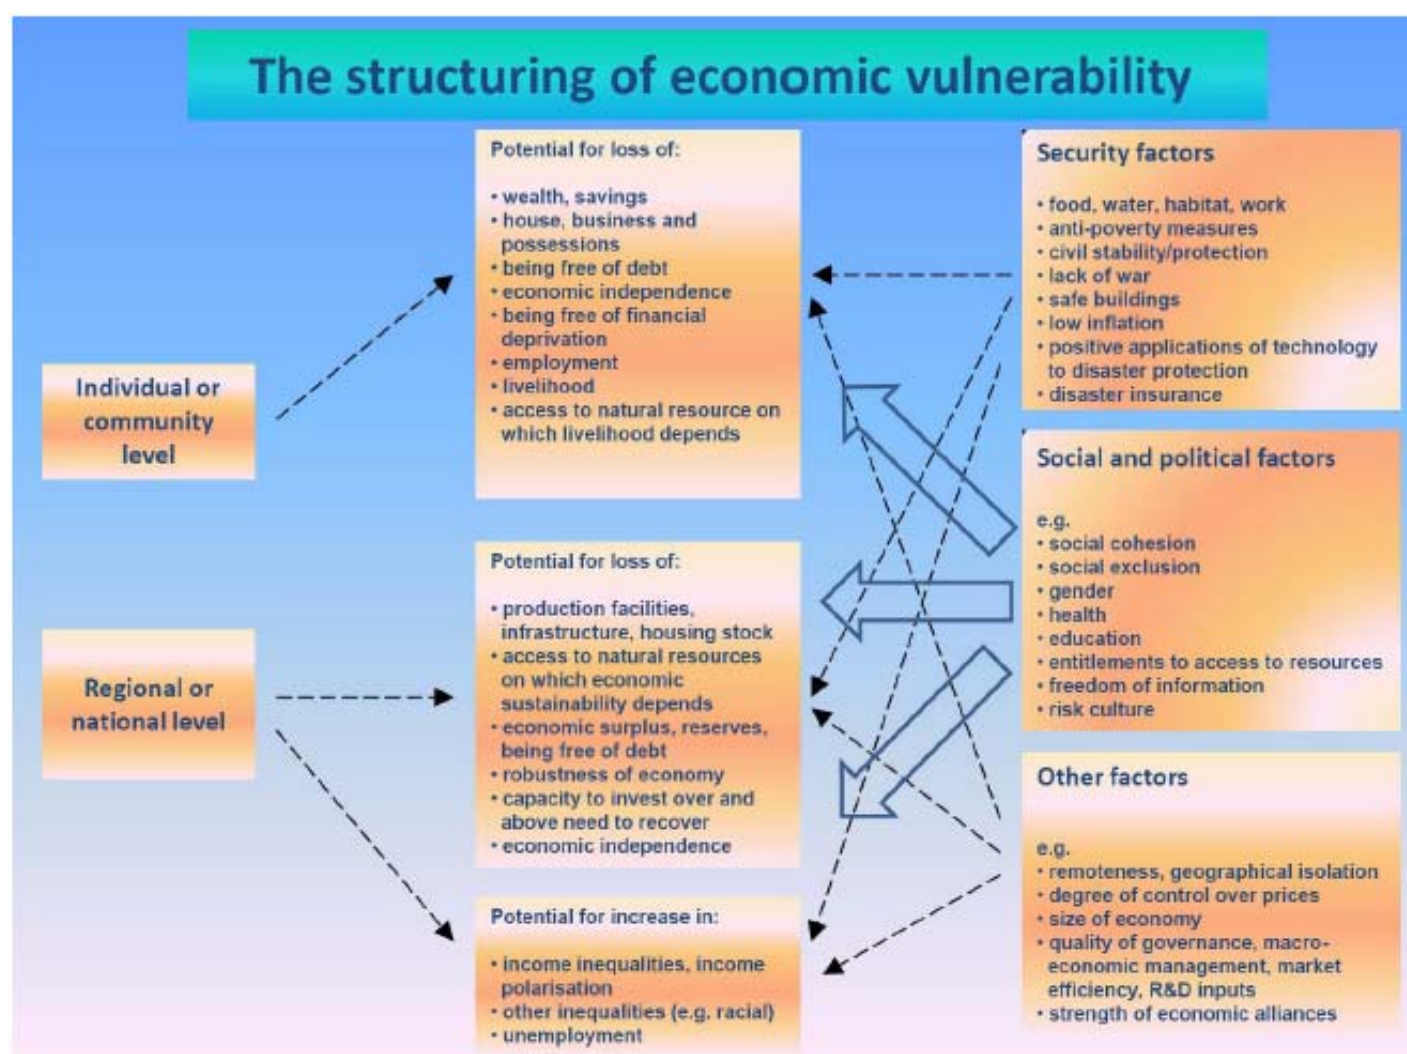 The structuring of economic vulnerability
Individual or
community
level
Regional or
national level
Potential for loss of:
• wealth, savings
• house, business and
possessions
• being free of debt
• economic independence
• being free of financial
deprivation
• employment
• livelihood
• access to natural resource on
which livelihood depends
Potential for loss of:
• production facilities,
infrastructure, housing stock
• access to natural resources
on which economic
sustainability depends
• economic surplus, reserves,
being free of debt
• robustness of economy
• capacity to invest over and
above need to recover
• economic independence
Potential for increase in:
• income inequalities, income
polarisation
• other inequalities (e.g. racial)
• unemployment
Security factors
• food, water, habitat, work
• anti-poverty measures
• civil stability/protection
• lack of war
• safe buildings
• low inflation
• positive applications of technology
to disaster protection
• disaster insurance
Social and political factors
e.g.
• social cohesion
• social exclusion
• gender
• health
• education
• entitlements to access to resources
• freedom of information
• risk culture
Other factors
e.g.
• remoteness, geographical isolation
• degree of control over prices
• size of economy
• quality of governance, macro-
economic management, market
efficiency, R&D inputs
• strength of economic alliances